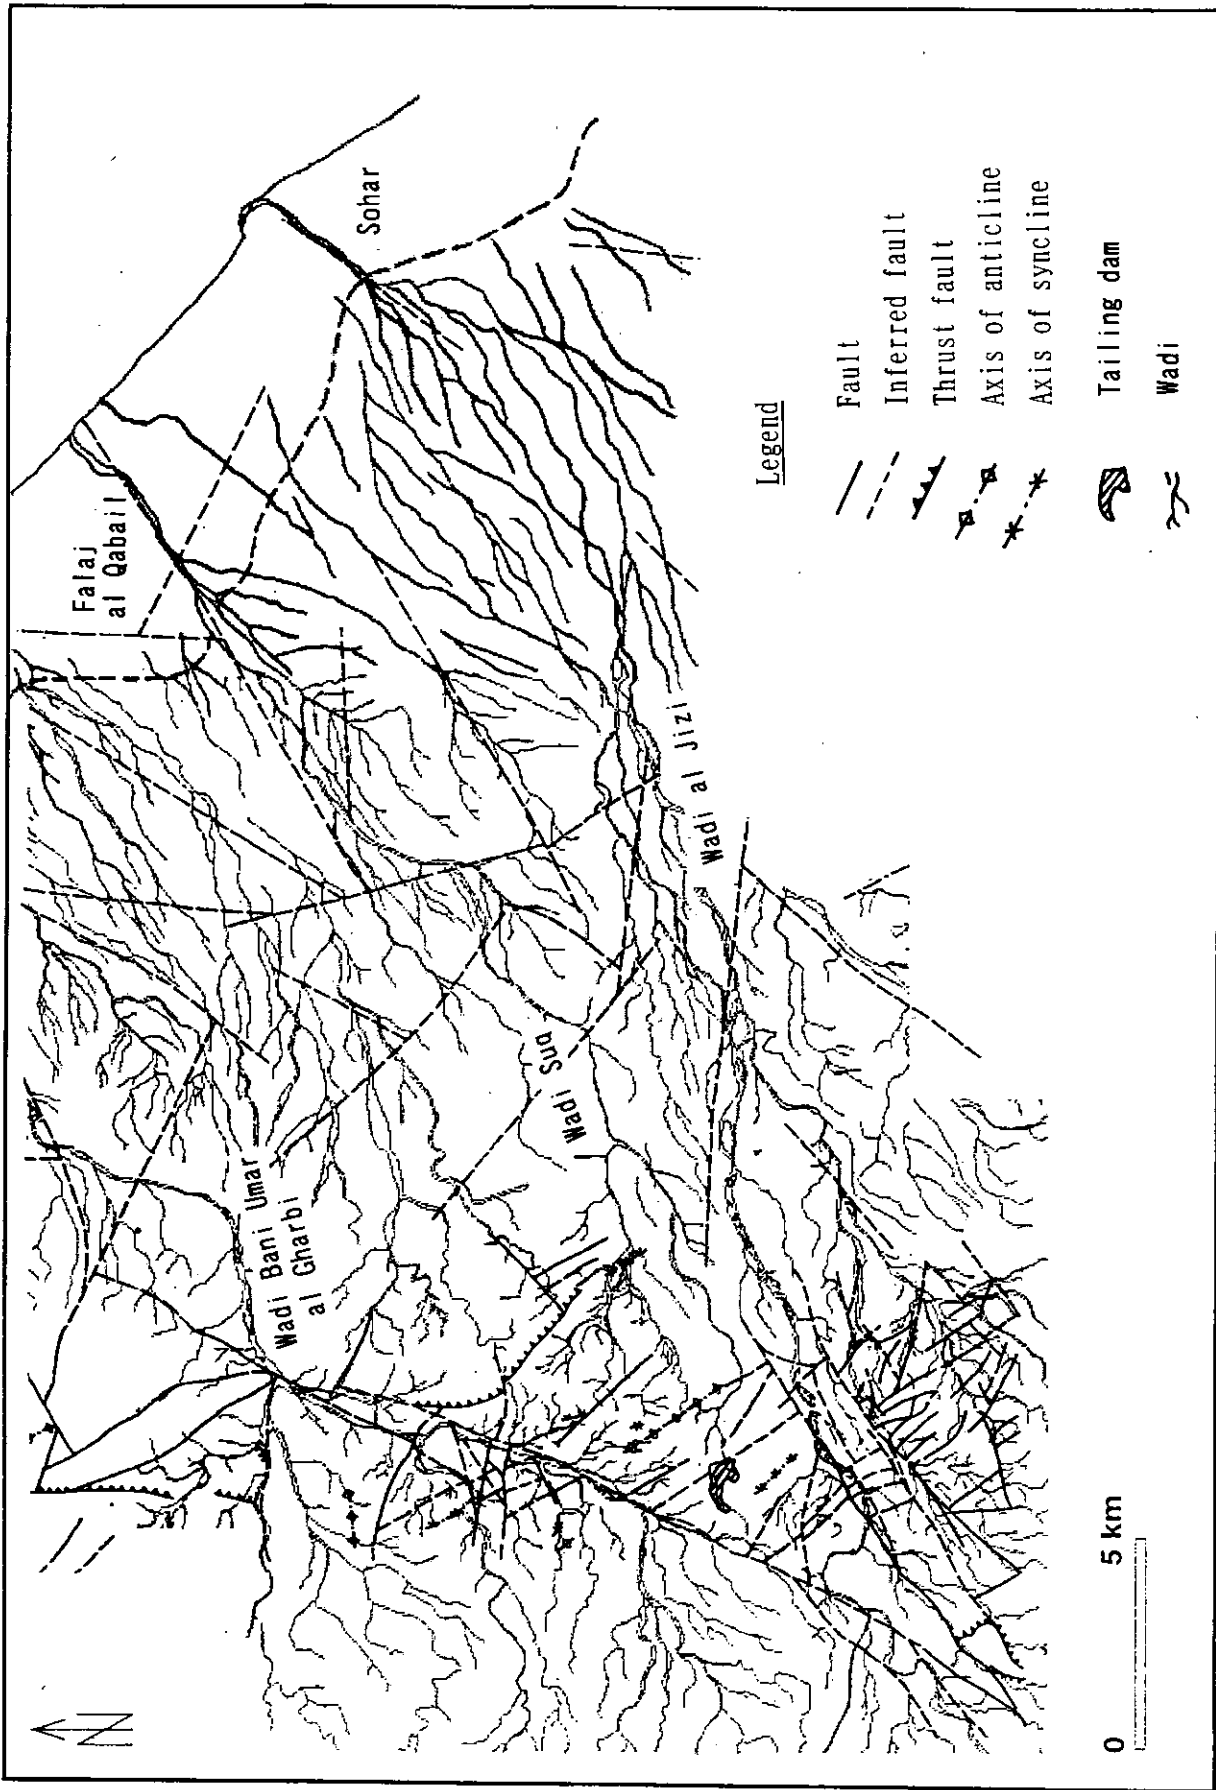 N
Falaj
al Qabail
Sohar
Wadi Bani Umar
al Gharbi
Wadi Suq
Wadi al Jizi
Legend
Fault
Inferred fault
Thrust fault
Axis of anticline
Axis of syncline
Tailing dam
Wadi
0 5 km